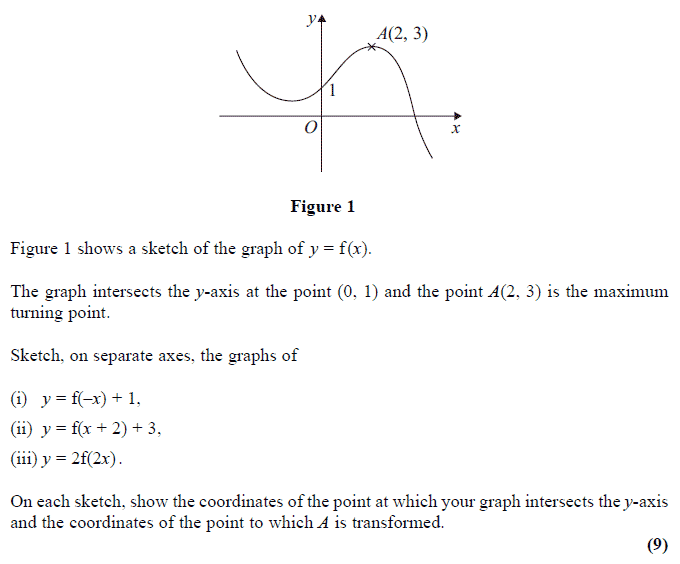 y
A(2, 3)
1
O
x
Figure 1
Figure 1 shows a sketch of the graph of y = f(x).
The graph intersects the y-axis at the point (0, 1) and the point A(2, 3) is the maximum
turning point.
Sketch, on separate axes, the graphs of
(i) y = f(–x) + 1,
(ii) y = f(x + 2) + 3,
(iii) y = 2f(2x).
On each sketch, show the coordinates of the point at which your graph intersects the y-axis
and the coordinates of the point to which A is transformed.
(9)